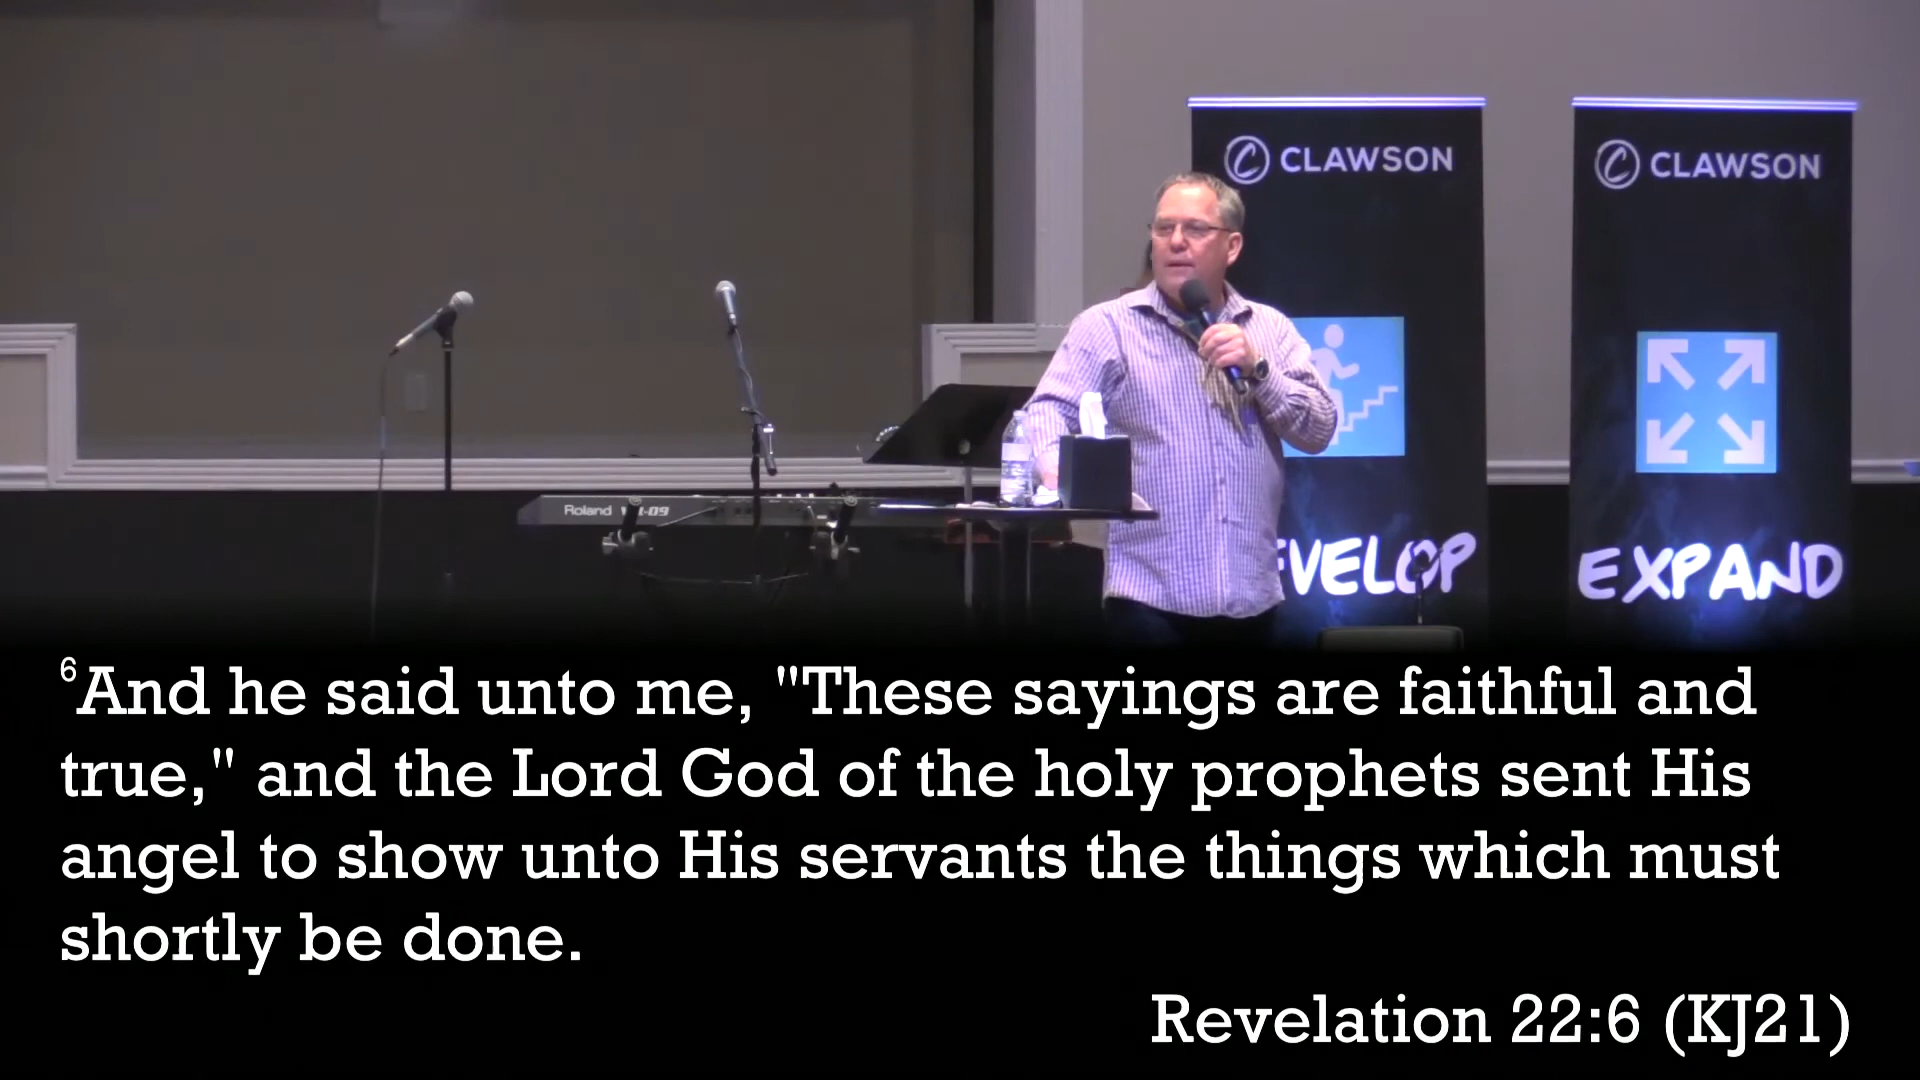 CLAWSON
CLAWSON
Roland
EVELOP
EXPAND
⁶And he said unto me, "These sayings are faithful and
true," and the Lord God of the holy prophets sent His
angel to show unto His servants the things which must
shortly be done.
Revelation 22:6 (KJ21)